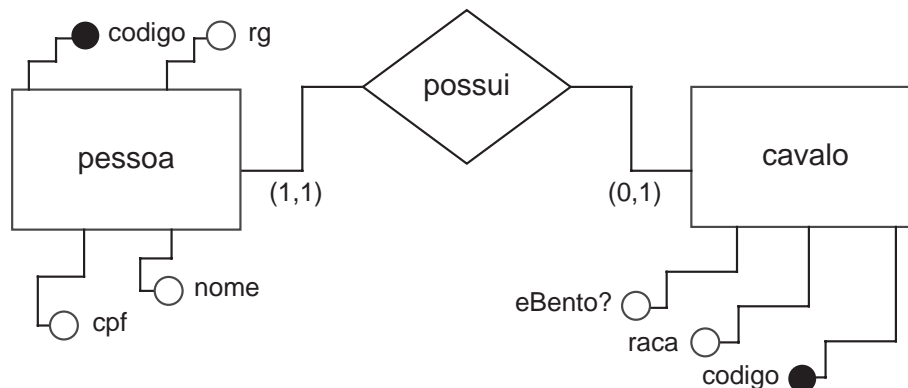 codigo
rg
possui
pessoa
cavalo
(1,1)
(0,1)
nome
cpf
eBento?
raca
codigo